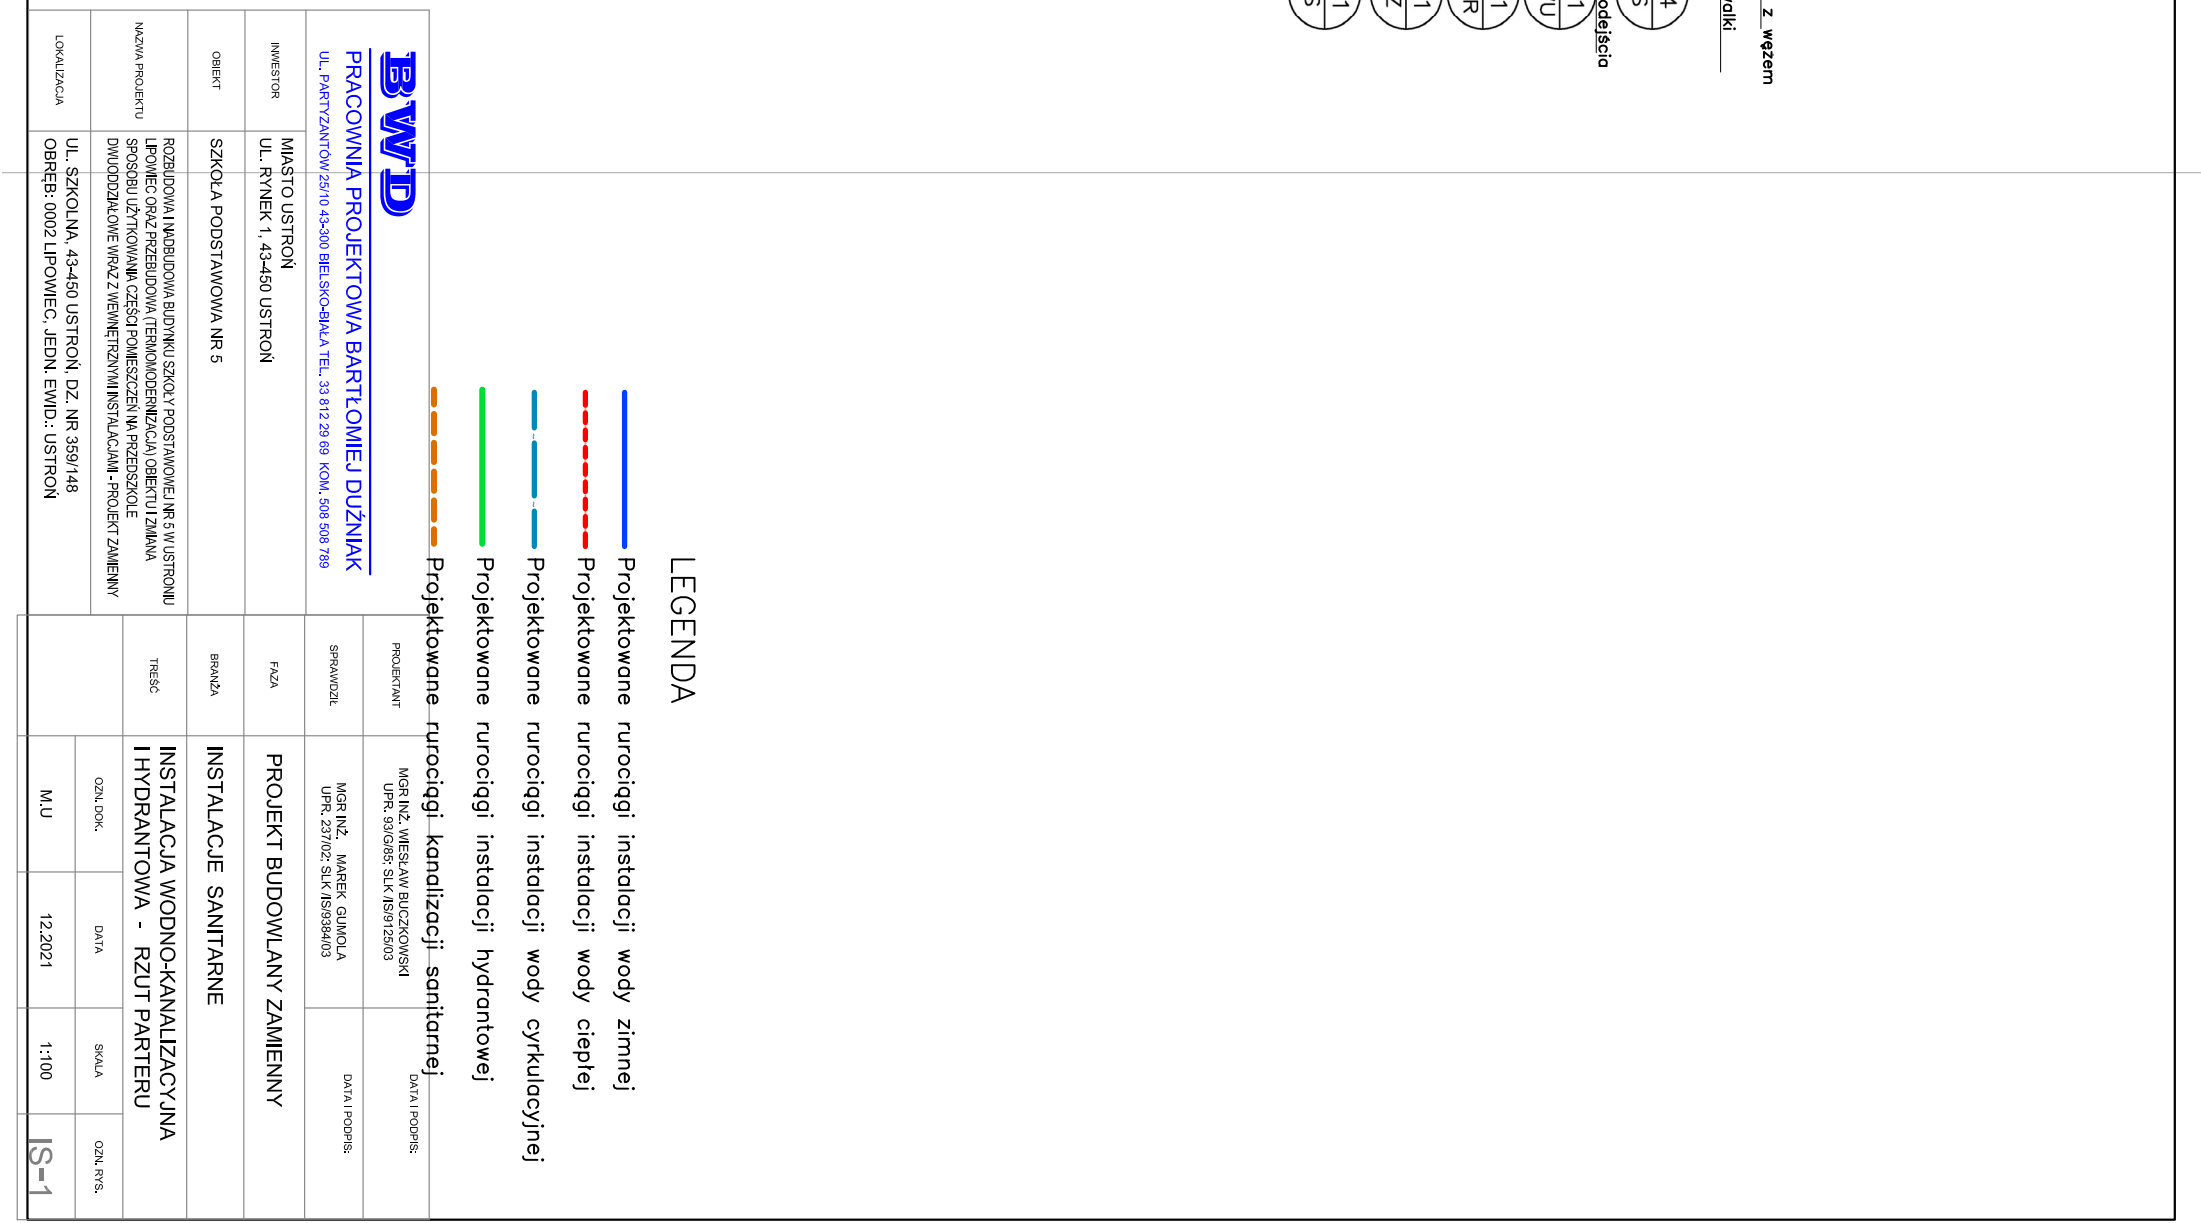 z wężem
odejścia
LEGENDA
Projektowane rurociągi instalacji wody zimnej
Projektowane rurociągi instalacji wody ciepłej
Projektowane rurociągi instalacji wody cyrkulacyjnej
Projektowane rurociągi instalacji hydrantowej
Projektowane rurociągi kanalizacji sanitarnej
BWD
PRACOWNIA PROJEKTOWA BARTŁOMIEJ DUŹNIAK
UL. PARTYZANTÓW 25/10 43-300 BIELSKO-BIAŁA TEL. 33 812 29 69 KOM. 508 508 789
INWESTOR
MIASTO USTROŃ
UL. RYNEK 1, 43-450 USTROŃ
OBIEKT
SZKOŁA PODSTAWOWA NR 5
NAZWA PROJEKTU
ROZBUDOWA I NADBUDOWA BUDYNKU SZKOŁY PODSTAWOWEJ NR 5 W USTRONIU
LIPOWIEC ORAZ PRZEBUDOWA (TERMOMODERNIZACJA) OBIEKTU I ZMIANA
SPOSOBU UŻYTKOWANIA CZĘŚCI POMIESZCZEŃ NA PRZEDSZKOLE
DWUODDZIAŁOWE WRAZ Z WEWNĘTRZNYMI INSTALACJAMI - PROJEKT ZAMIENNY
LOKALIZACJA
UL. SZKOLNA, 43-450 USTROŃ, DZ. NR 359/148
OBRĘB: 0002 LIPOWIEC, JEDN. EWID.: USTROŃ
PROJEKTANT
MGR INŻ. WIESŁAW BUCZKOWSKI
UPR. 93/G/85; SLK /IS/9125/03
DATA I PODPIS:
SPRAWDZIŁ
MGR INŻ. MAREK GUMOLA
UPR. 237/02; SLK /IS/9384/03
DATA I PODPIS:
FAZA
PROJEKT BUDOWLANY ZAMIENNY
BRANŻA
INSTALACJE SANITARNE
TREŚĆ
INSTALACJA WODNO-KANALIZACYJNA
I HYDRANTOWA - RZUT PARTERU
OZN. DOK.
DATA
SKALA
OZN. RYS.
M.U
12.2021
1:100
IS-1